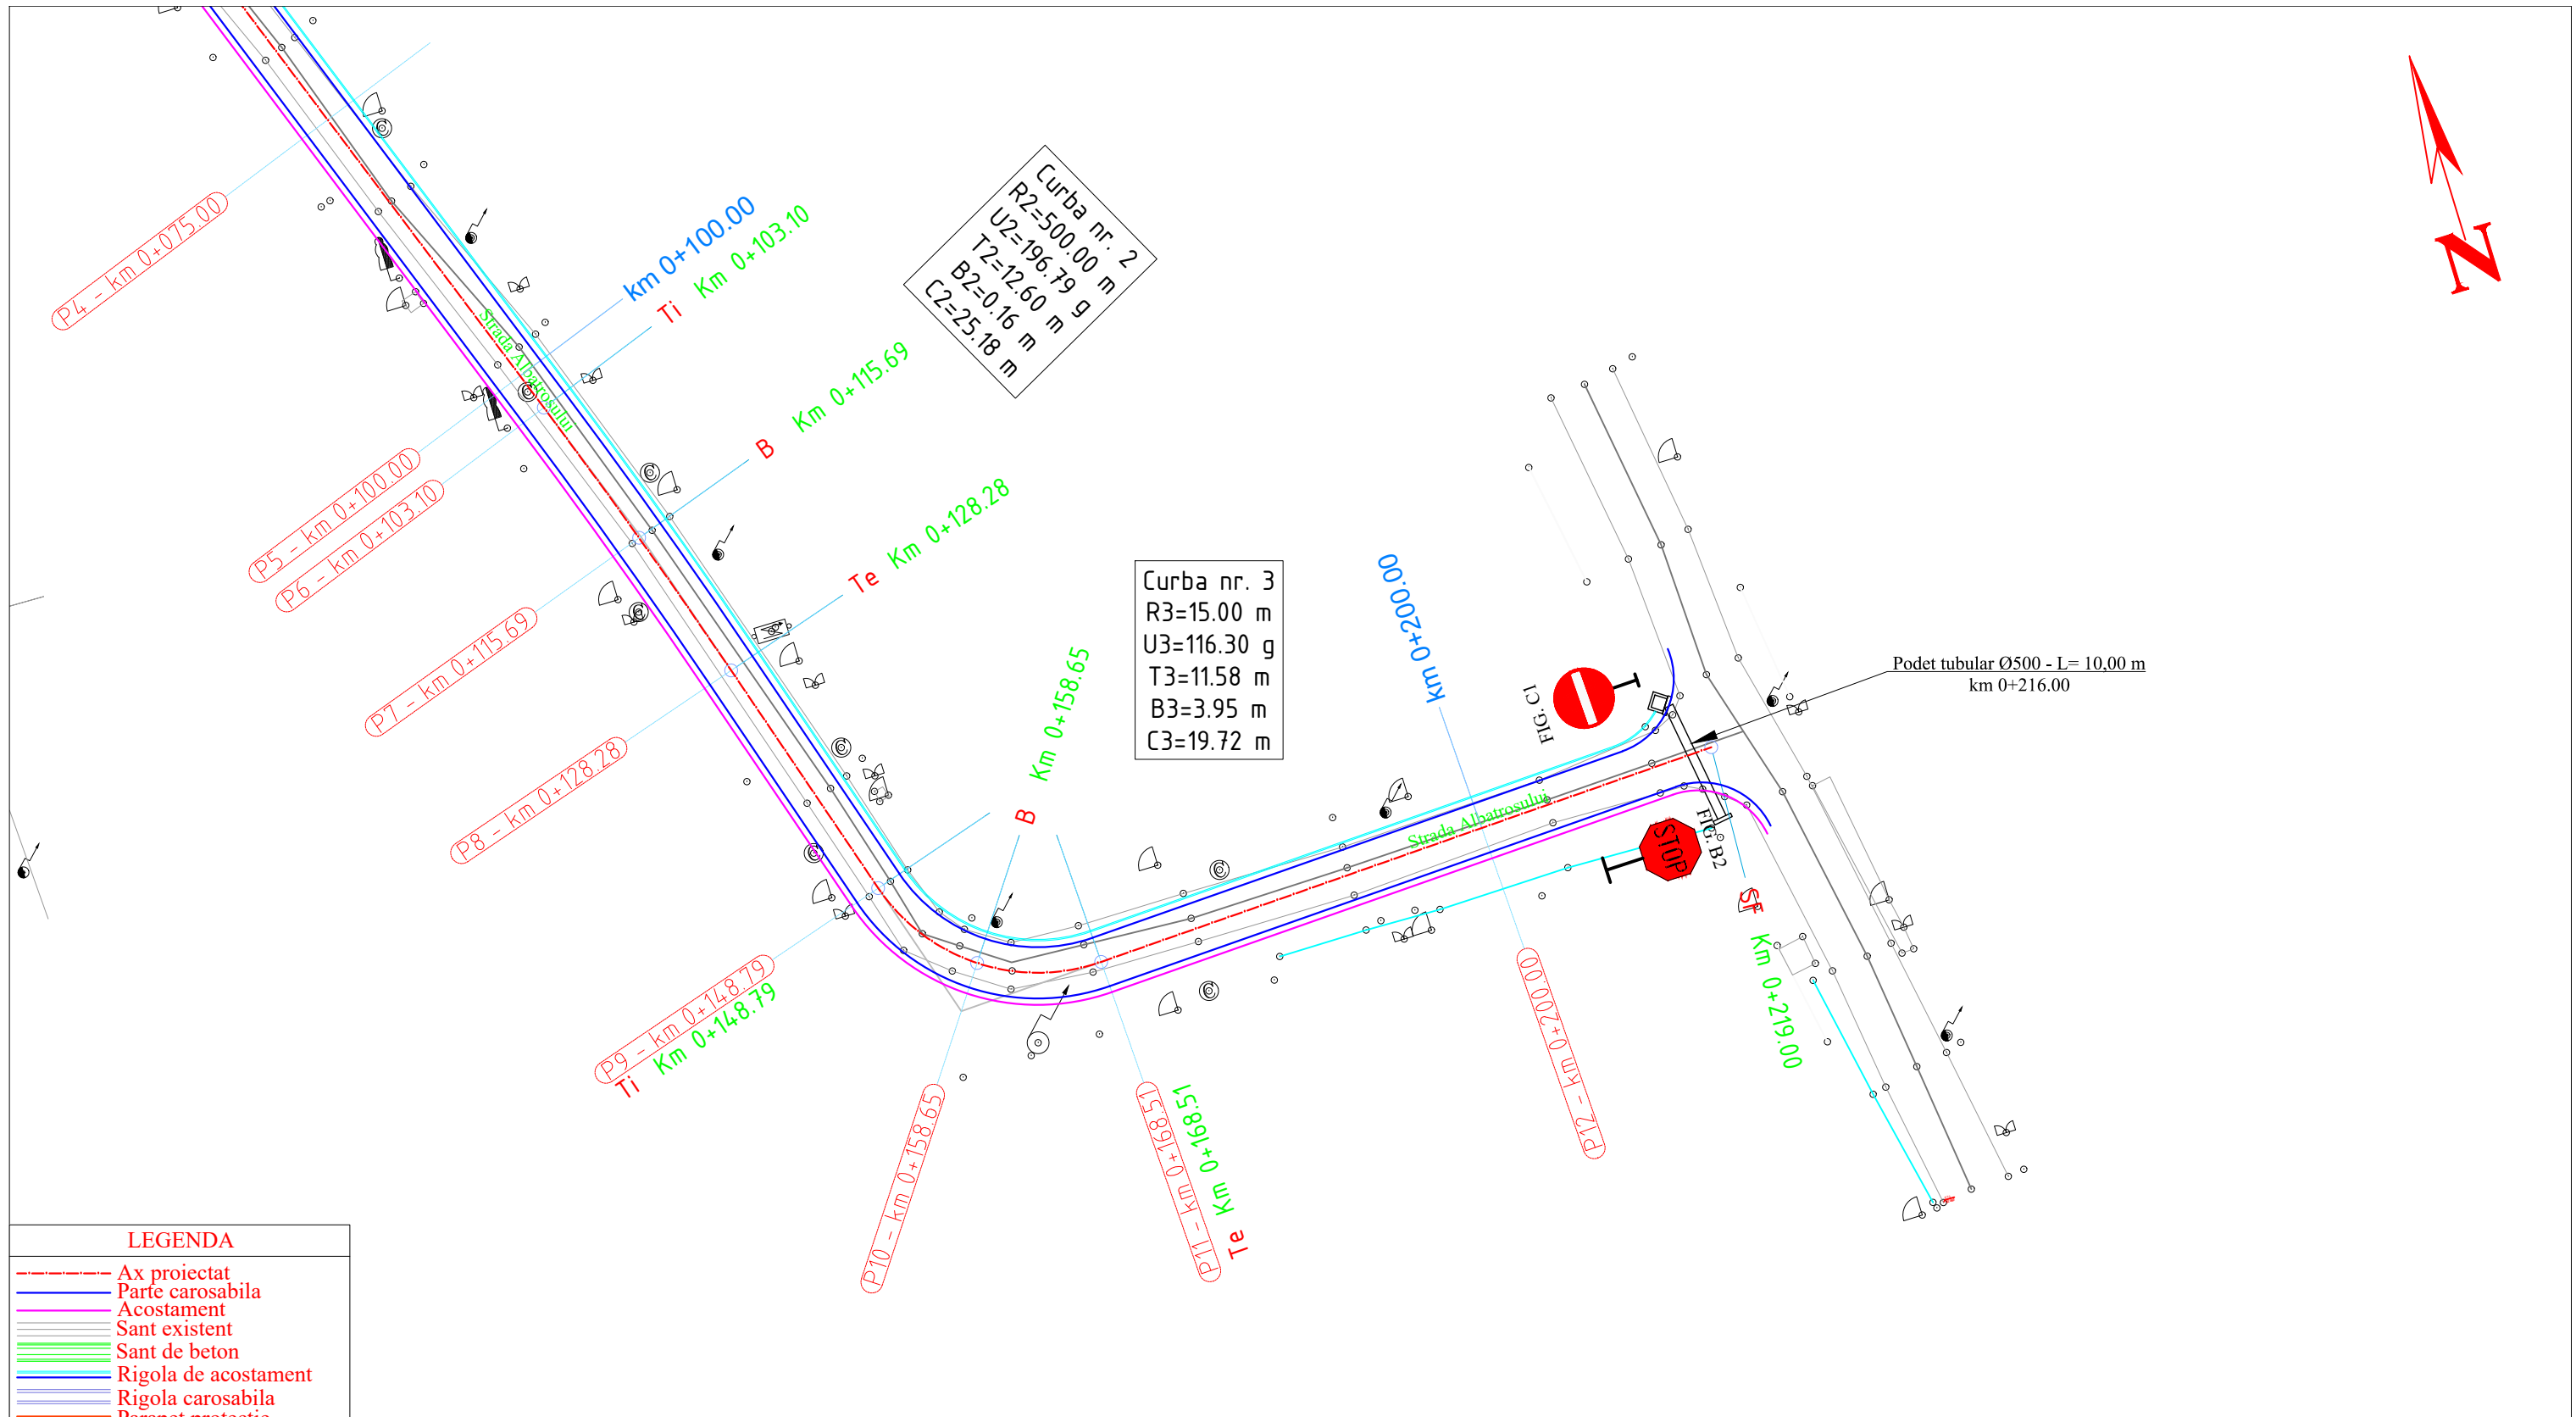 P4 - km 0+075.00
km 0+100.00
Ti Km 0+103.10
Strada Albatrosului
P5 - km 0+100.00
P6 - km 0+103.10
B Km 0+115.69
P7 - km 0+115.69
Te Km 0+128.28
P8 - km 0+128.28
Curba nr. 2
R2=500.00 m
U2=196.79 g
T2=12.60 m
B2=0.16 m
C2=25.18 m
B Km 0+158.65
P9 - km 0+148.79
Ti Km 0+148.79
P10 - km 0+158.65
P11 - km 0+168.51
Te Km 0+168.51
Curba nr. 3
R3=15.00 m
U3=116.30 g
T3=11.58 m
B3=3.95 m
C3=19.72 m
km 0+2000.00
Strada Albatrosului
P12 - km 0+200.00
FIG. C1
STOP
FIG. B2
SF Km 0+219.00
Podet tubular Ø500 - L= 10,00 m
km 0+216.00
N
LEGENDA
Ax proiectat
Parte carosabila
Acostament
Sant existent
Sant de beton
Rigola de acostament
Rigola carosabila